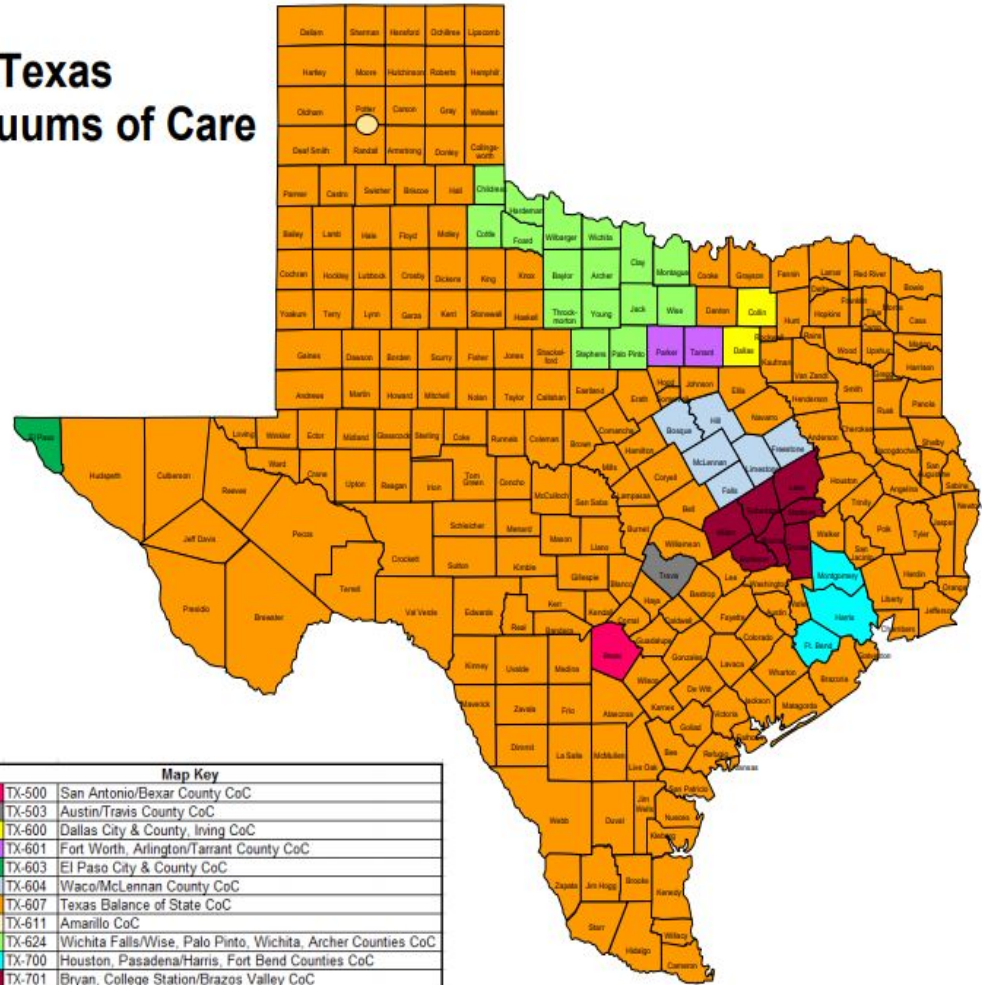 Texas
uums of Care
Dallam Sherman Hansford Ochiltree Lipscomb
Hartley Moore Hutchinson Roberts Hemphill
Oldham Potter Carson Gray Wheeler
Deaf Smith Randall Armstrong Donley Collings-
worth
Parmer Castro Swisher Briscoe Hall Childress
Hardeman
Bailey Lamb Hale Floyd Motley Cottle Foard Wilbarger Wichita
Clay
Cochran Hockley Lubbock Crosby Dickens King Knox Baylor Archer Montague Cooke Grayson Fannin Lamar Red River Bowie
Delta Franklin Titus Morris
Yoakum Terry Lynn Garza Kent Stonewall Haskell Throck-
morton Young Jack Wise Denton Collin Hunt Hopkins Camp Cass
Rockwall Rains Marion
Gaines Dawson Borden Scurry Fisher Jones Shackel-
ford Stephens Palo Pinto Parker Tarrant Dallas Kaufman Wood Upshur Harrison
Van Zandt Gregg
Andrews Martin Howard Mitchell Nolan Taylor Callahan Eastland Erath Hood Johnson Ellis Henderson Smith Rusk Panola
El Paso Loving Winkler Ector Midland Glasscock Sterling Coke Runnels Coleman Brown Comanche Bosque Hill Navarro Anderson Cherokee Shelby
Hudspeth Culberson Reeves Ward Crane Upton Reagan Irion Tom
Green Concho McCulloch San Saba Mills Hamilton McLennan Limestone Freestone Nacogdoches San
Augustine Sabine
Lampasas Coryell Falls Leon Houston Angelina Newton
Jeff Davis Pecos Schleicher Menard Mason Llano Burnet Bell Trinity Polk Tyler Jasper
Williamson Walker San
Jacinto Hardin
Presidio Brewster Terrell Crockett Sutton Kimble Gillespie Blanco Travis Lee Washington Montgomery Liberty Orange
Val Verde Edwards Kerr Kendall Hays Bastrop Austin Harris Jefferson
Real Bandera Comal Caldwell Fayette Chambers
Kinney Uvalde Medina Bexar Guadalupe Gonzales Colorado Ft. Bend Galveston
Wilson Lavaca Wharton Brazoria
Maverick Zavala Frio Atascosa Karnes De Witt Jackson Matagorda
Victoria
Dimmit La Salle McMullen Live Oak Bee Goliad Refugio
San Patricio
Webb Duval Jim
Wells Nueces
Kleberg
Zapata Jim Hogg Brooks Kenedy
Starr Hidalgo Willacy
Cameron
Map Key
TX-500 San Antonio/Bexar County CoC
TX-503 Austin/Travis County CoC
TX-600 Dallas City & County, Irving CoC
TX-601 Fort Worth, Arlington/Tarrant County CoC
TX-603 El Paso City & County CoC
TX-604 Waco/McLennan County CoC
TX-607 Texas Balance of State CoC
TX-611 Amarillo CoC
TX-624 Wichita Falls/Wise, Palo Pinto, Wichita, Archer Counties CoC
TX-700 Houston, Pasadena/Harris, Fort Bend Counties CoC
TX-701 Bryan, College Station/Brazos Valley CoC